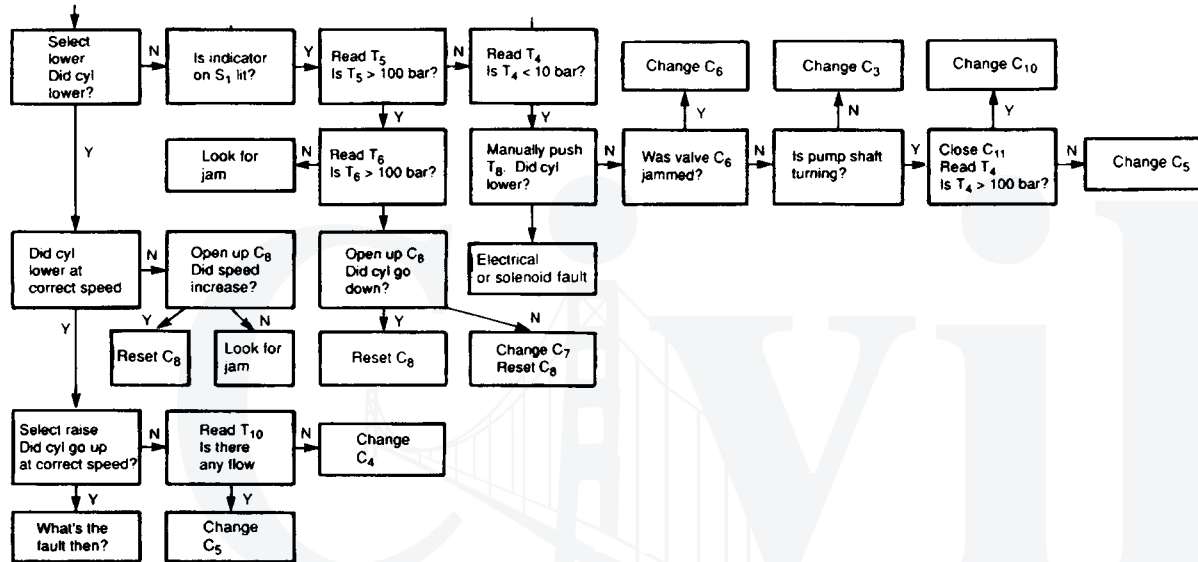 Select
lower
Did cyl
lower?
N
Is indicator
on S₁ lit?
Y
Read T₅
Is T₅ > 100 bar?
N
Read T₄
Is T₄ < 10 bar?
Change C₆
Change C₃
Change C₁₀
Y
N
Y
Y
Y
Y
Look for
jam
N
Read T₆
Is T₆ > 100 bar?
Manually push
T₈. Did cyl
lower?
N
Was valve C₆
jammed?
N
Is pump shaft
turning?
Y
Close C₁₁
Read T₄
Is T₄ > 100 bar?
N
Change C₅
Did cyl
lower at
correct speed
N
Open up C₈
Did speed
increase?
Open up C₈
Did cyl go
down?
Electrical
or solenoid fault
Y
Y
N
Y
N
Reset C₈
Look for
jam
Reset C₈
Change C₇
Reset C₈
Select raise
Did cyl go up
at correct speed?
N
Read T₁₀
Is there
any flow
N
Change
C₄
Y
Y
What's the
fault then?
Change
C₅
Civil